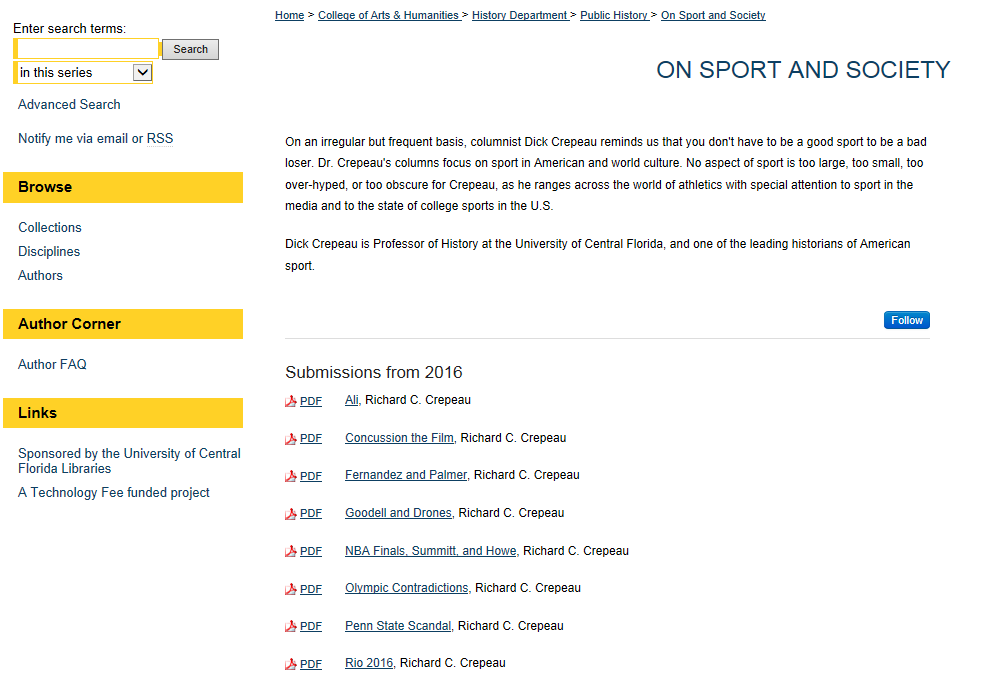 Home > College of Arts & Humanities > History Department > Public History > On Sport and Society
Enter search terms:
Search
in this series
Advanced Search
Notify me via email or RSS
Browse
Collections
Disciplines
Authors
Author Corner
Author FAQ
Links
Sponsored by the University of Central
Florida Libraries
A Technology Fee funded project
ON SPORT AND SOCIETY
On an irregular but frequent basis, columnist Dick Crepeau reminds us that you don't have to be a good sport to be a bad
loser. Dr. Crepeau's columns focus on sport in American and world culture. No aspect of sport is too large, too small, too
over-hyped, or too obscure for Crepeau, as he ranges across the world of athletics with special attention to sport in the
media and to the state of college sports in the U.S.
Dick Crepeau is Professor of History at the University of Central Florida, and one of the leading historians of American
sport.
Follow
Submissions from 2016
PDF Ali, Richard C. Crepeau
PDF Concussion the Film, Richard C. Crepeau
PDF Fernandez and Palmer, Richard C. Crepeau
PDF Goodell and Drones, Richard C. Crepeau
PDF NBA Finals, Summitt, and Howe, Richard C. Crepeau
PDF Olympic Contradictions, Richard C. Crepeau
PDF Penn State Scandal, Richard C. Crepeau
PDF Rio 2016, Richard C. Crepeau